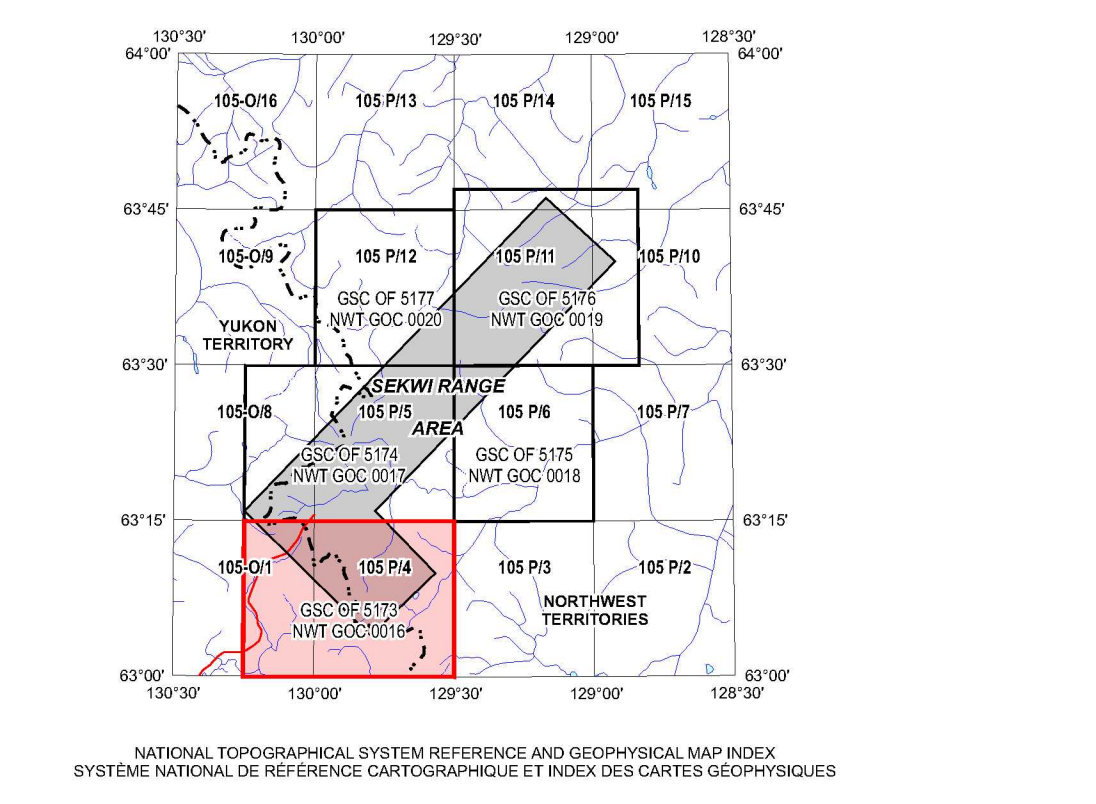 130°30' 130°00' 129°30' 129°00' 128°30'
64°00' 64°00'
105-O/16 105 P/13 105 P/14 105 P/15
63°45' 63°45'
105-O/9 105 P/12 105 P/11 105 P/10
GSC OF 5177 GSC OF 5176
NWT GOC 0020 NWT GOC 0019
YUKON
TERRITORY
63°30' 63°30'
SEKWI RANGE
105-O/8 105 P/5 105 P/6 105 P/7
AREA
GSC OF 5174 GSC OF 5175
NWT GOC 0017 NWT GOC 0018
63°15' 63°15'
105-O/1 105 P/4 105 P/3 105 P/2
GSC OF 5173
NWT GOC 0016
NORTHWEST
TERRITORIES
63°00' 63°00'
130°30' 130°00' 129°30' 129°00' 128°30'
NATIONAL TOPOGRAPHICAL SYSTEM REFERENCE AND GEOPHYSICAL MAP INDEX
SYSTÈME NATIONAL DE RÉFÉRENCE CARTOGRAPHIQUE ET INDEX DES CARTES GÉOPHYSIQUES